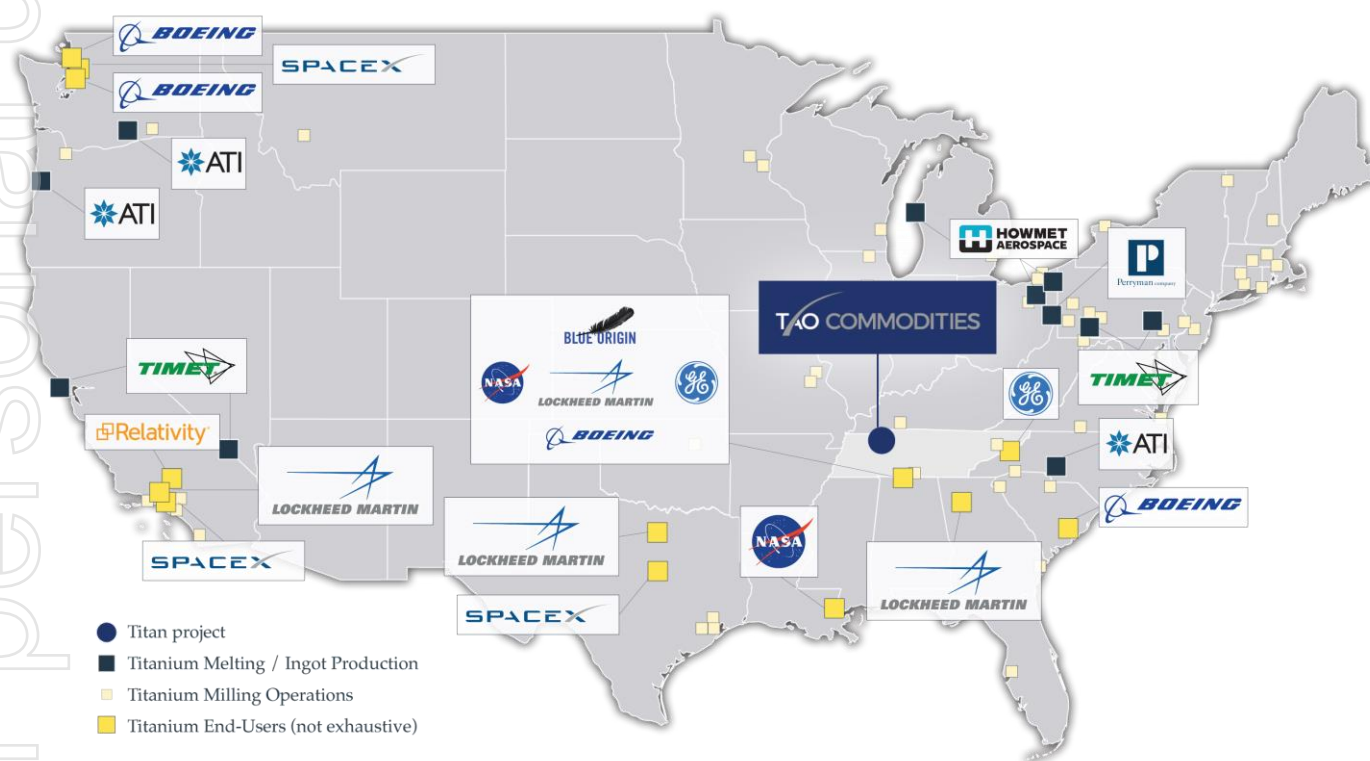 BOEING
SPACEX
BOEING
ATI
ATI
HOWMET
AEROSPACE
P
Perryman company
TAO COMMODITIES
BLUE ORIGIN
NASA
LOCKHEED MARTIN
GE
BOEING
TIMET
Relativity
GE
TIMET
ATI
LOCKHEED MARTIN
BOEING
LOCKHEED MARTIN
NASA
SPACEX
SPACEX
LOCKHEED MARTIN
Titan project
Titanium Melting / Ingot Production
Titanium Milling Operations
Titanium End-Users (not exhaustive)